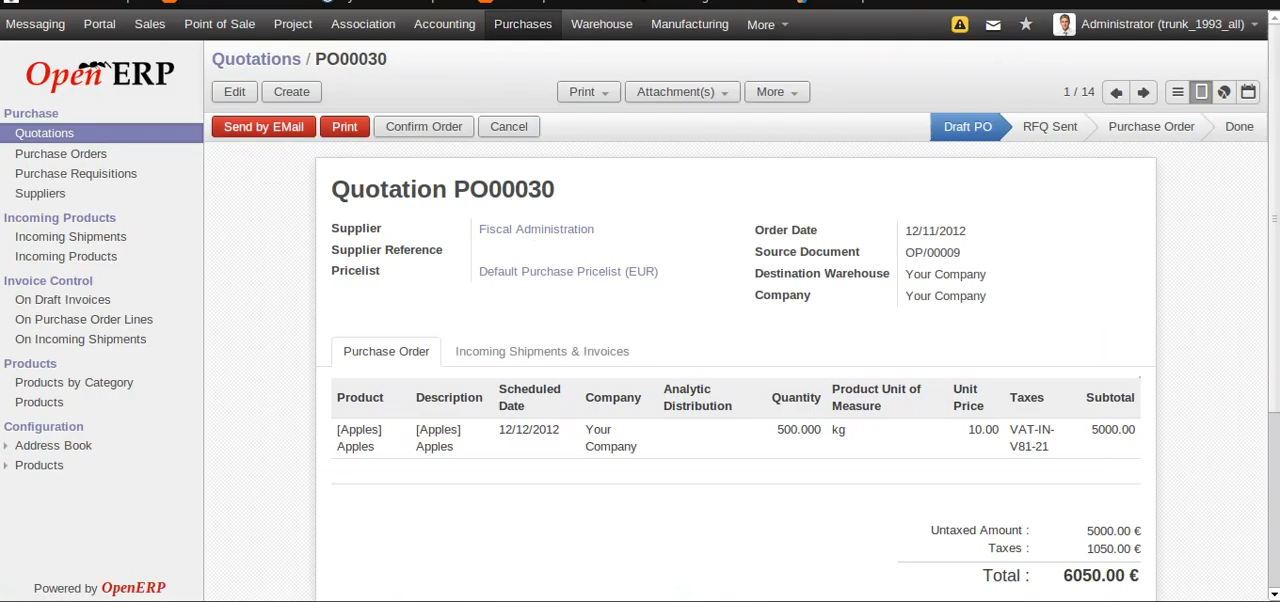 Messaging Portal Sales Point of Sale Project Association Accounting Purchases Warehouse Manufacturing More Administrator (trunk_1993_all)
OpenERP
Quotations / PO00030
Edit Create Print Attachment(s) More 1 / 14
Send by EMail Print Confirm Order Cancel Draft PO RFQ Sent Purchase Order Done
Purchase
Quotations
Purchase Orders
Purchase Requisitions
Suppliers
Incoming Products
Incoming Shipments
Incoming Products
Invoice Control
On Draft Invoices
On Purchase Order Lines
On Incoming Shipments
Products
Products by Category
Products
Configuration
Address Book
Products
Powered by OpenERP
Quotation PO00030
Supplier Fiscal Administration
Supplier Reference
Pricelist Default Purchase Pricelist (EUR)
Order Date 12/11/2012
Source Document OP/00009
Destination Warehouse Your Company
Company Your Company
Purchase Order Incoming Shipments & Invoices
Product Description Scheduled Date Company Analytic Distribution Quantity Product Unit of Measure Unit Price Taxes Subtotal
[Apples] Apples [Apples] Apples 12/12/2012 Your Company 500.000 kg 10.00 VAT-IN-V81-21 5000.00
Untaxed Amount : 5000.00 €
Taxes : 1050.00 €
Total : 6050.00 €